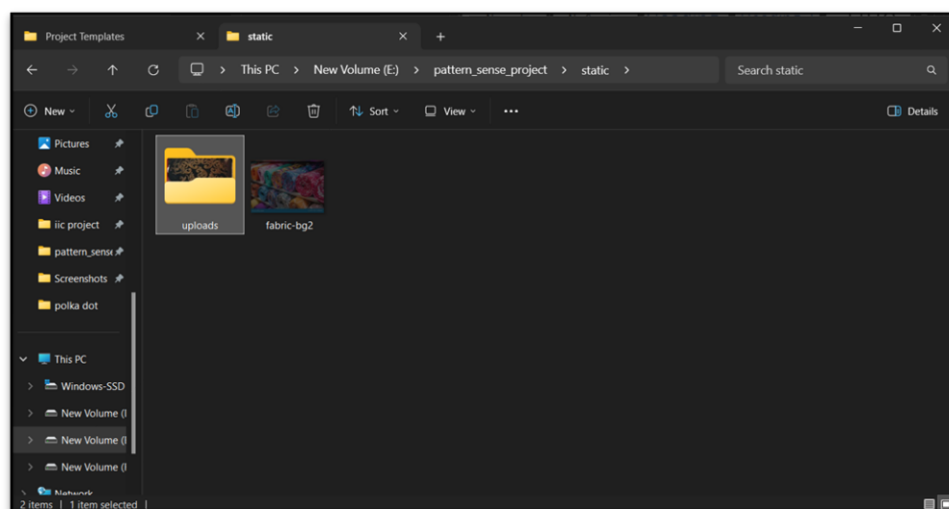 Project Templates
static
This PC > New Volume (E:) > pattern_sense_project > static >
Search static
New
Sort
View
Details
Pictures
Music
Videos
iic project
pattern_sens
Screenshots
polka dot
This PC
Windows-SSD
New Volume (
New Volume (
New Volume (
Network
uploads
fabric-bg2
2 items | 1 item selected |